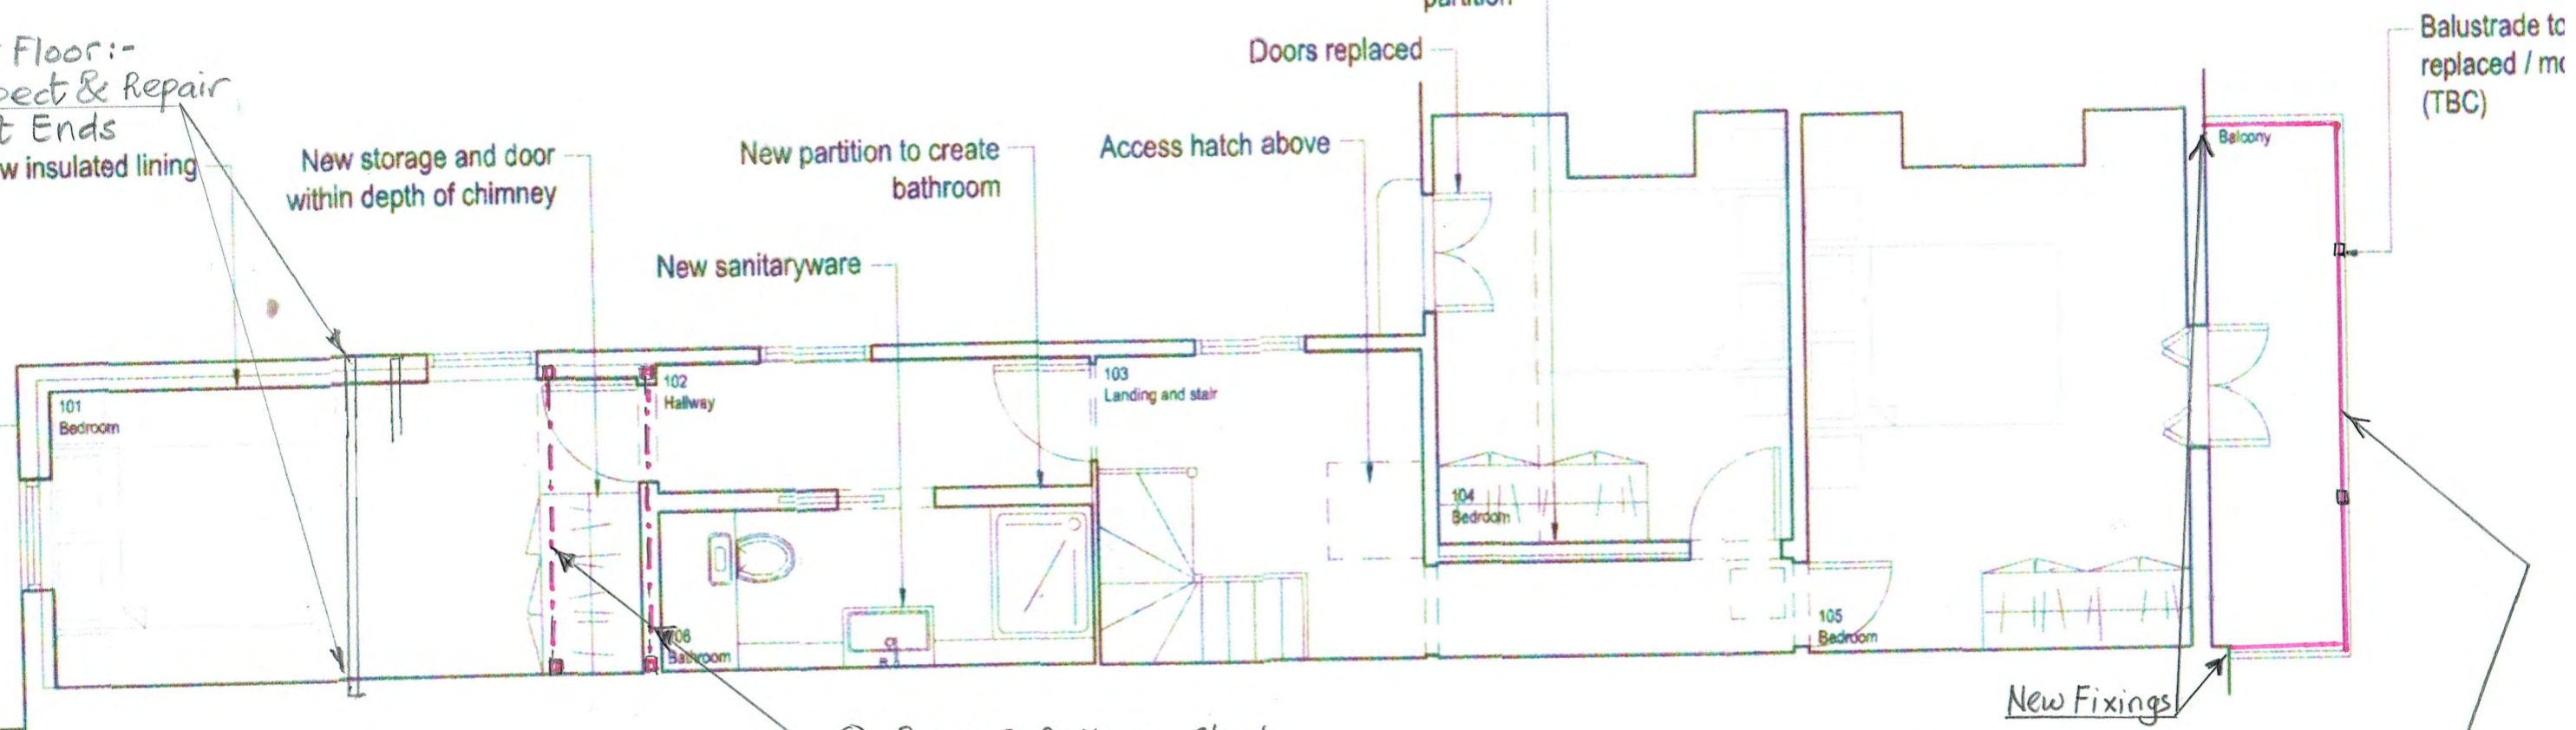 Floor:-
& Repair
Ends
insulated lining
New storage and door
within depth of chimney
New partition to create
bathroom
New sanitaryware
Access hatch above
Doors replaced
partition
Balustrade to
replaced /
(TBC)
Balcony
101
Bedroom
102
Hallway
103
Landing and stair
104
Bedroom
105
Bedroom
Bathroom
New Fixings